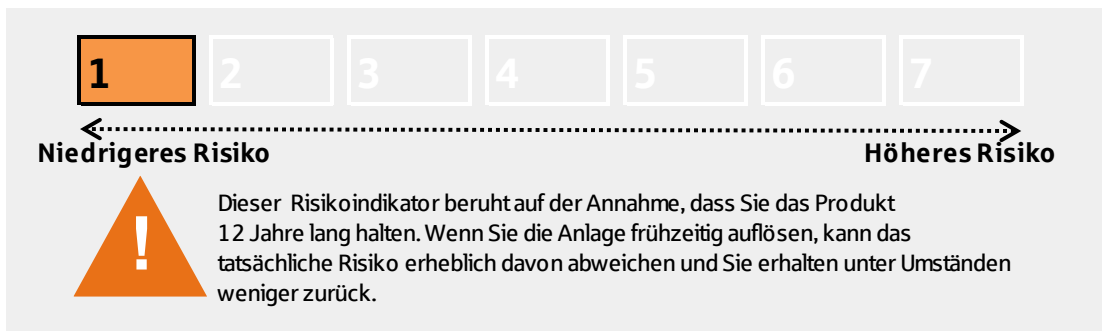 1 2 3 4 5 6 7
Niedrigeres Risiko Höheres Risiko
!
Dieser Risikoindikator beruht auf der Annahme, dass Sie das Produkt
12 Jahre lang halten. Wenn Sie die Anlage frühzeitig auflösen, kann das
tatsächliche Risiko erheblich davon abweichen und Sie erhalten unter Umständen
weniger zurück.